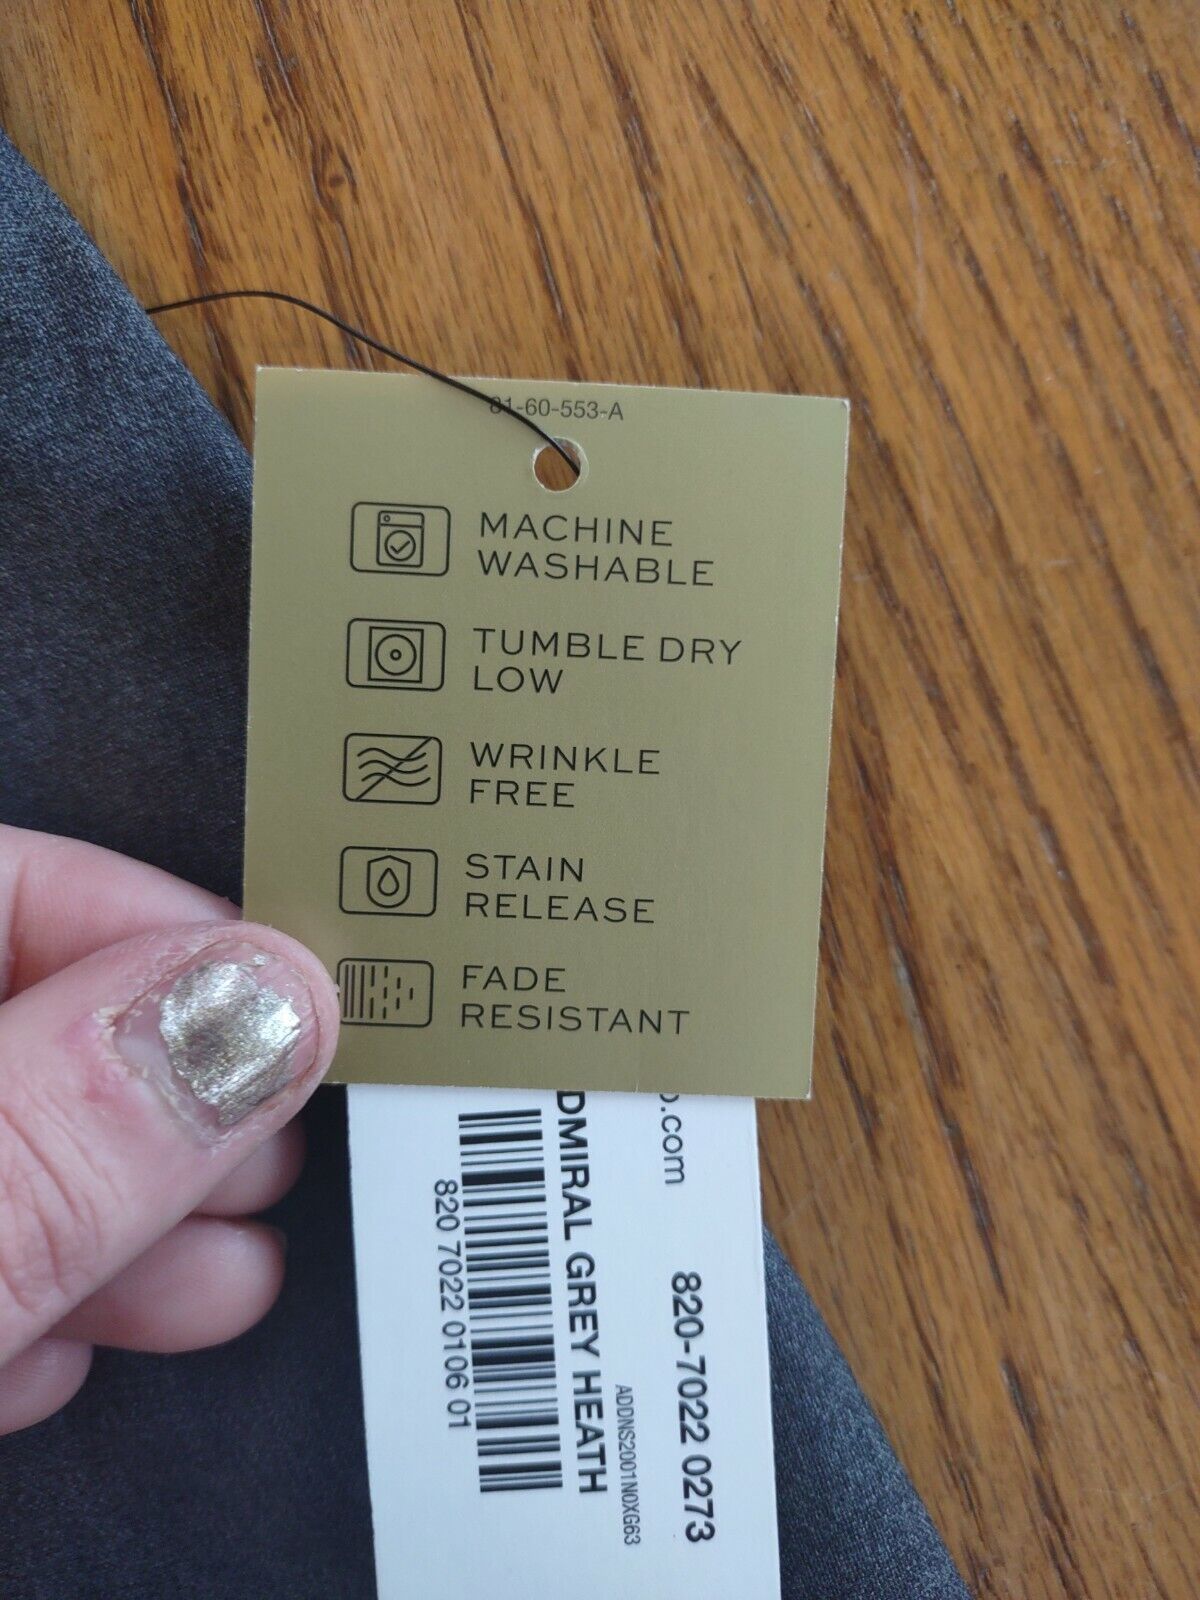 81-60-553-A
MACHINE
WASHABLE
TUMBLE DRY
LOW
WRINKLE
FREE
STAIN
RELEASE
FADE
RESISTANT
.com
820-7022 0273
ADDNS2001N0XG63
DMIRAL GREY HEATH
820 7022 0106 01